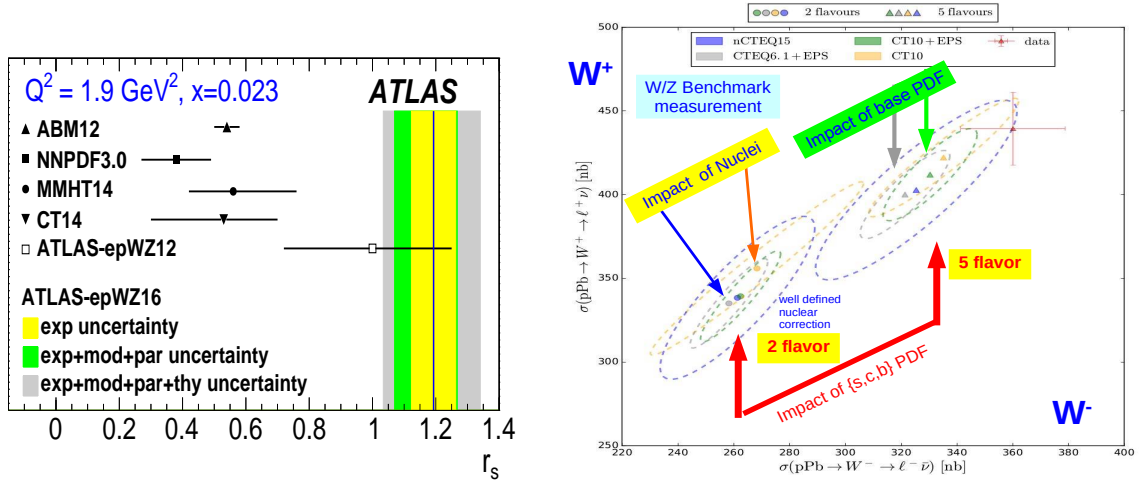 Q² = 1.9 GeV², x=0.023
ATLAS
ABM12
NNPDF3.0
MMHT14
CT14
ATLAS-epWZ12
ATLAS-epWZ16
exp uncertainty
exp+mod+par uncertainty
exp+mod+par+thy uncertainty
0 0.2 0.4 0.6 0.8 1 1.2 1.4
r_s
2 flavours 5 flavours
nCTEQ15 CT10+EPS data
CTEQ6.1+EPS CT10
W⁺
W/Z Benchmark
measurement
Impact of base PDF
Impact of Nuclei
5 flavor
well defined
nuclear
correction
2 flavor
Impact of {s,c,b} PDF
W-
500
450
400
350
300
250
σ(pPb→W⁺→ℓ⁺ν) [nb]
220 240 260 280 300 320 340 360 380 400
σ(pPb→W⁻→ℓ⁻ν̄) [nb]